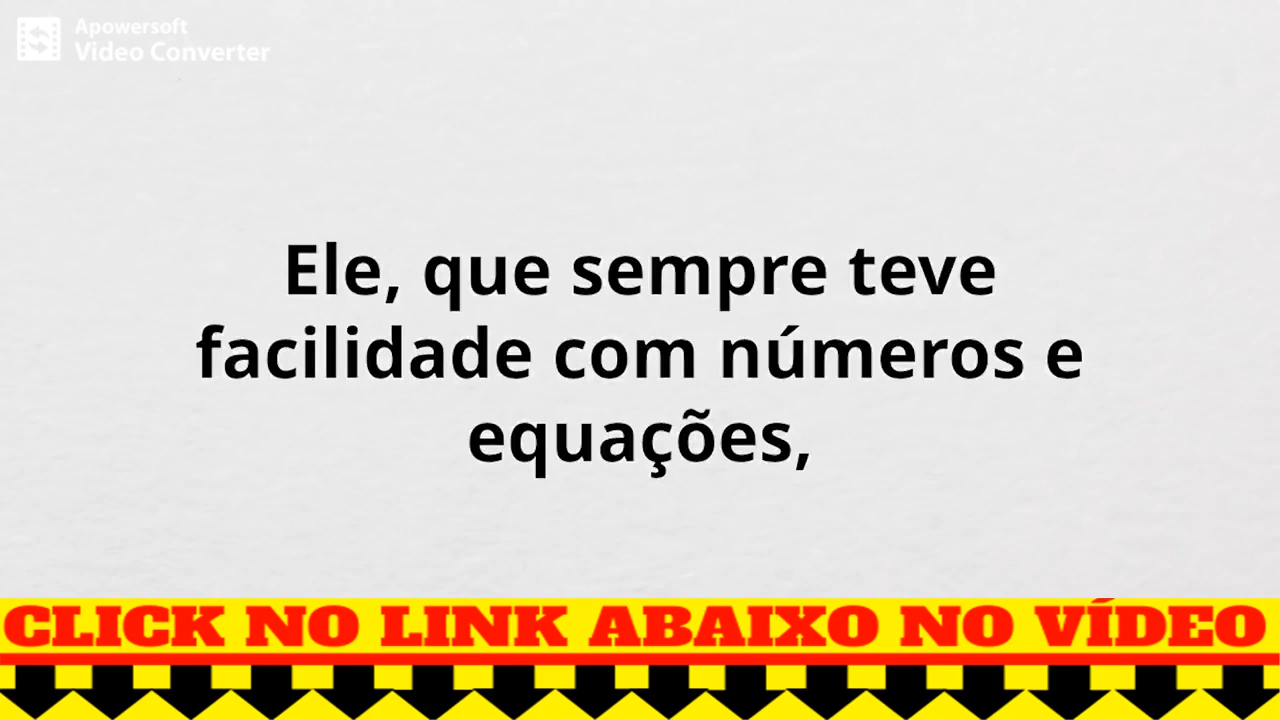 Apowersoft
Video Converter
Ele, que sempre teve
facilidade com números e
equações,
CLICK NO LINK ABAIXO NO VÍDEO